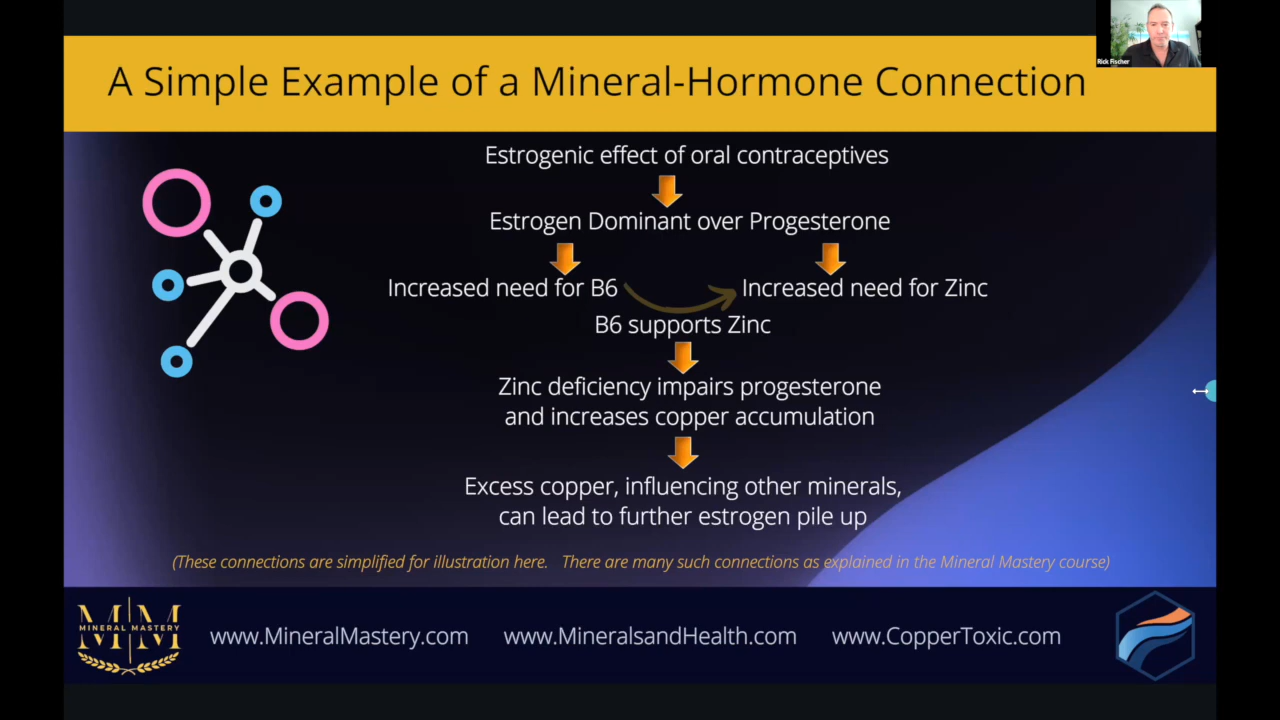 Rick Fischer
A Simple Example of a Mineral-Hormone Connection
Estrogenic effect of oral contraceptives
Estrogen Dominant over Progesterone
Increased need for B6
Increased need for Zinc
B6 supports Zinc
Zinc deficiency impairs progesterone
and increases copper accumulation
Excess copper, influencing other minerals,
can lead to further estrogen pile up
(These connections are simplified for illustration here. There are many such connections as explained in the Mineral Mastery course)
M M
MINERAL MASTERY
www.MineralMastery.com
www.MineralsandHealth.com
www.CopperToxic.com